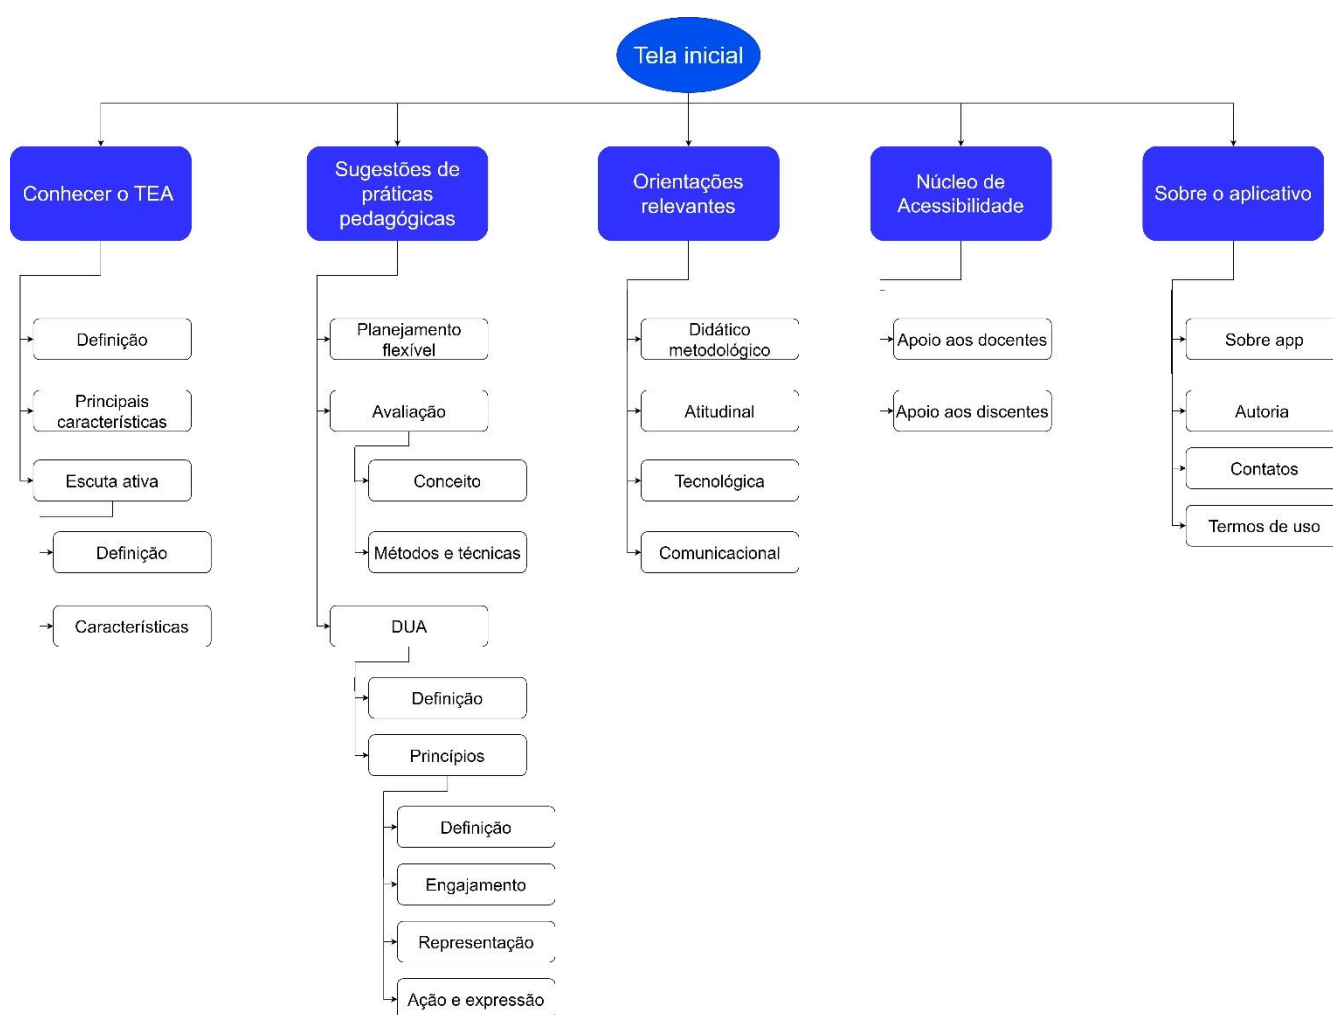 Tela inicial
Conhecer o TEA
Sugestões de
práticas
pedagógicas
Orientações
relevantes
Núcleo de
Acessibilidade
Sobre o aplicativo
Definição
Principais
características
Escuta ativa
Definição
Características
Planejamento
flexível
Avaliação
Conceito
Métodos e técnicas
DUA
Definição
Princípios
Definição
Engajamento
Representação
Ação e expressão
Didático
metodológico
Atitudinal
Tecnológica
Comunicacional
Apoio aos docentes
Apoio aos discentes
Sobre app
Autoria
Contatos
Termos de uso